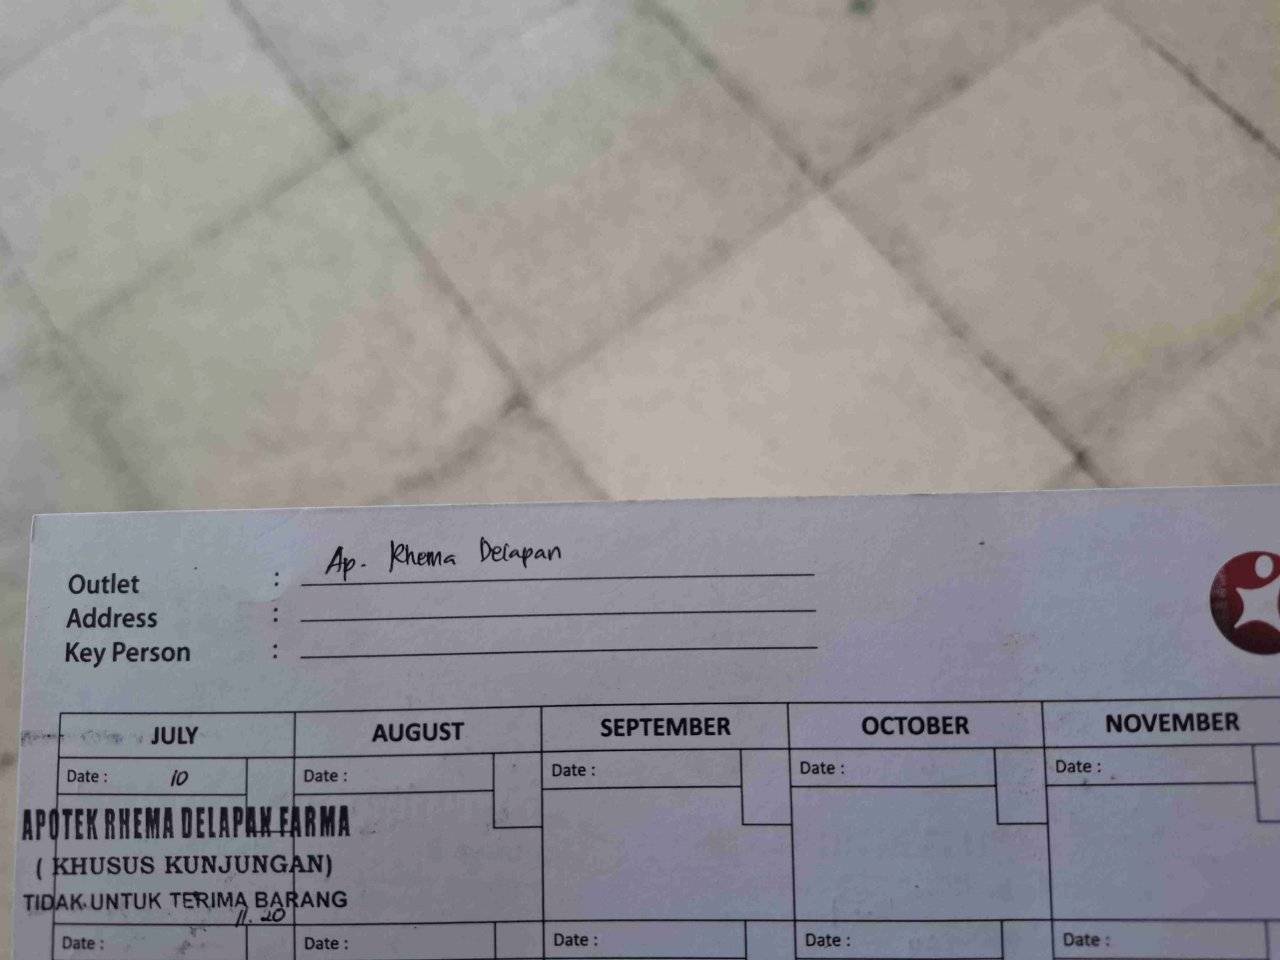 Outlet : Ap. Rhema Delapan
Address :
Key Person :
JULY AUGUST SEPTEMBER OCTOBER NOVEMBER
Date : 10 Date : Date : Date : Date :
APOTEK RHEMA DELAPAN FARMA
( KHUSUS KUNJUNGAN)
TIDAK UNTUK TERIMA BARANG
11.20
Date : Date : Date : Date : Date :